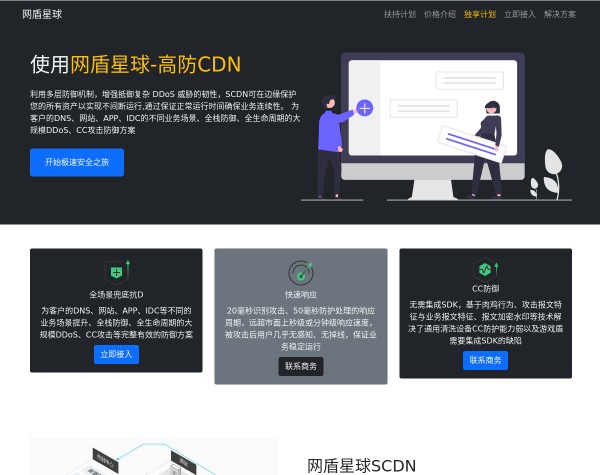 网盾星球
扶持计划 价格介绍 独享计划 立即接入 解决方案
使用网盾星球-高防CDN
利用多层防御机制，增强抵御复杂 DDoS 威胁的韧性，SCDN可在边缘保护
您的所有资产以实现不间断运行,通过保证正常运行时间确保业务连续性。 为
客户的DNS、网站、APP、IDC的不同业务场景、全栈防御、全生命周期的大
规模DDoS、CC攻击防御方案
开始极速安全之旅
全场景兜底抗D
为客户的DNS、网站、APP、IDC等不同的
业务场景提升、全栈防御、全生命周期的大
规模DDoS、CC攻击等完整有效的防御方案
立即接入
快速响应
20毫秒识别攻击、50毫秒防护处理的响应
周期，远超市面上秒级或分钟级响应速度，
被攻击后用户几乎无感知、无掉线，保证业
务稳定运行
联系商务
CC防御
无需集成SDK，基于肉鸡行为、攻击报文特
征与业务报文特征、报文加密水印等技术解
决了通用清洗设备CC防护能力弱以及游戏盾
需要集成SDK的缺陷
联系商务
网盾星球SCDN